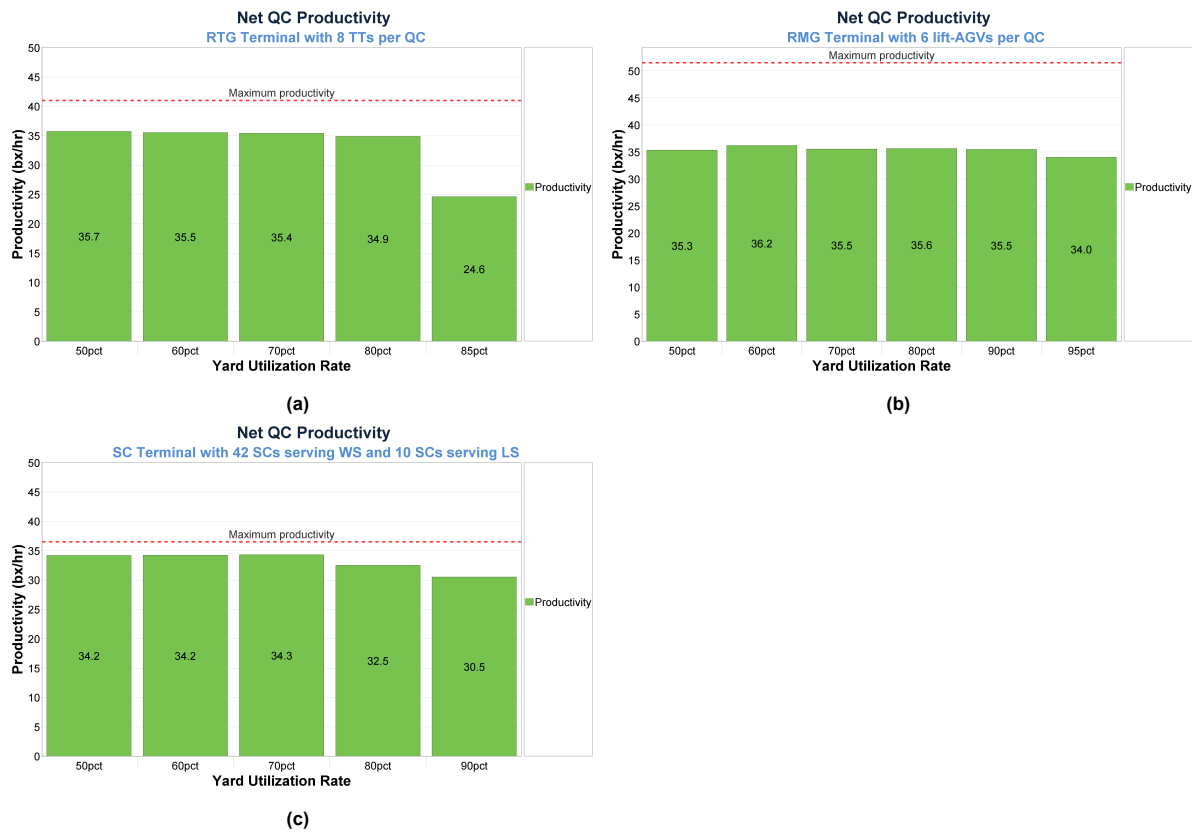 Net QC Productivity
RTG Terminal with 8 TTs per QC
50
45
40
35
30
25
20
15
10
5
0
Productivity (bx/hr)
Maximum productivity
35.7
35.5
35.4
34.9
24.6
50pct
60pct
70pct
80pct
85pct
Yard Utilization Rate
Productivity
(a)
Net QC Productivity
RMG Terminal with 6 lift-AGVs per QC
50
45
40
35
30
25
20
15
10
5
0
Productivity (bx/hr)
Maximum productivity
35.3
36.2
35.5
35.6
35.5
34.0
50pct
60pct
70pct
80pct
90pct
95pct
Yard Utilization Rate
Productivity
(b)
Net QC Productivity
SC Terminal with 42 SCs serving WS and 10 SCs serving LS
50
45
40
35
30
25
20
15
10
5
0
Productivity (bx/hr)
Maximum productivity
34.2
34.2
34.3
32.5
30.5
50pct
60pct
70pct
80pct
90pct
Yard Utilization Rate
Productivity
(c)